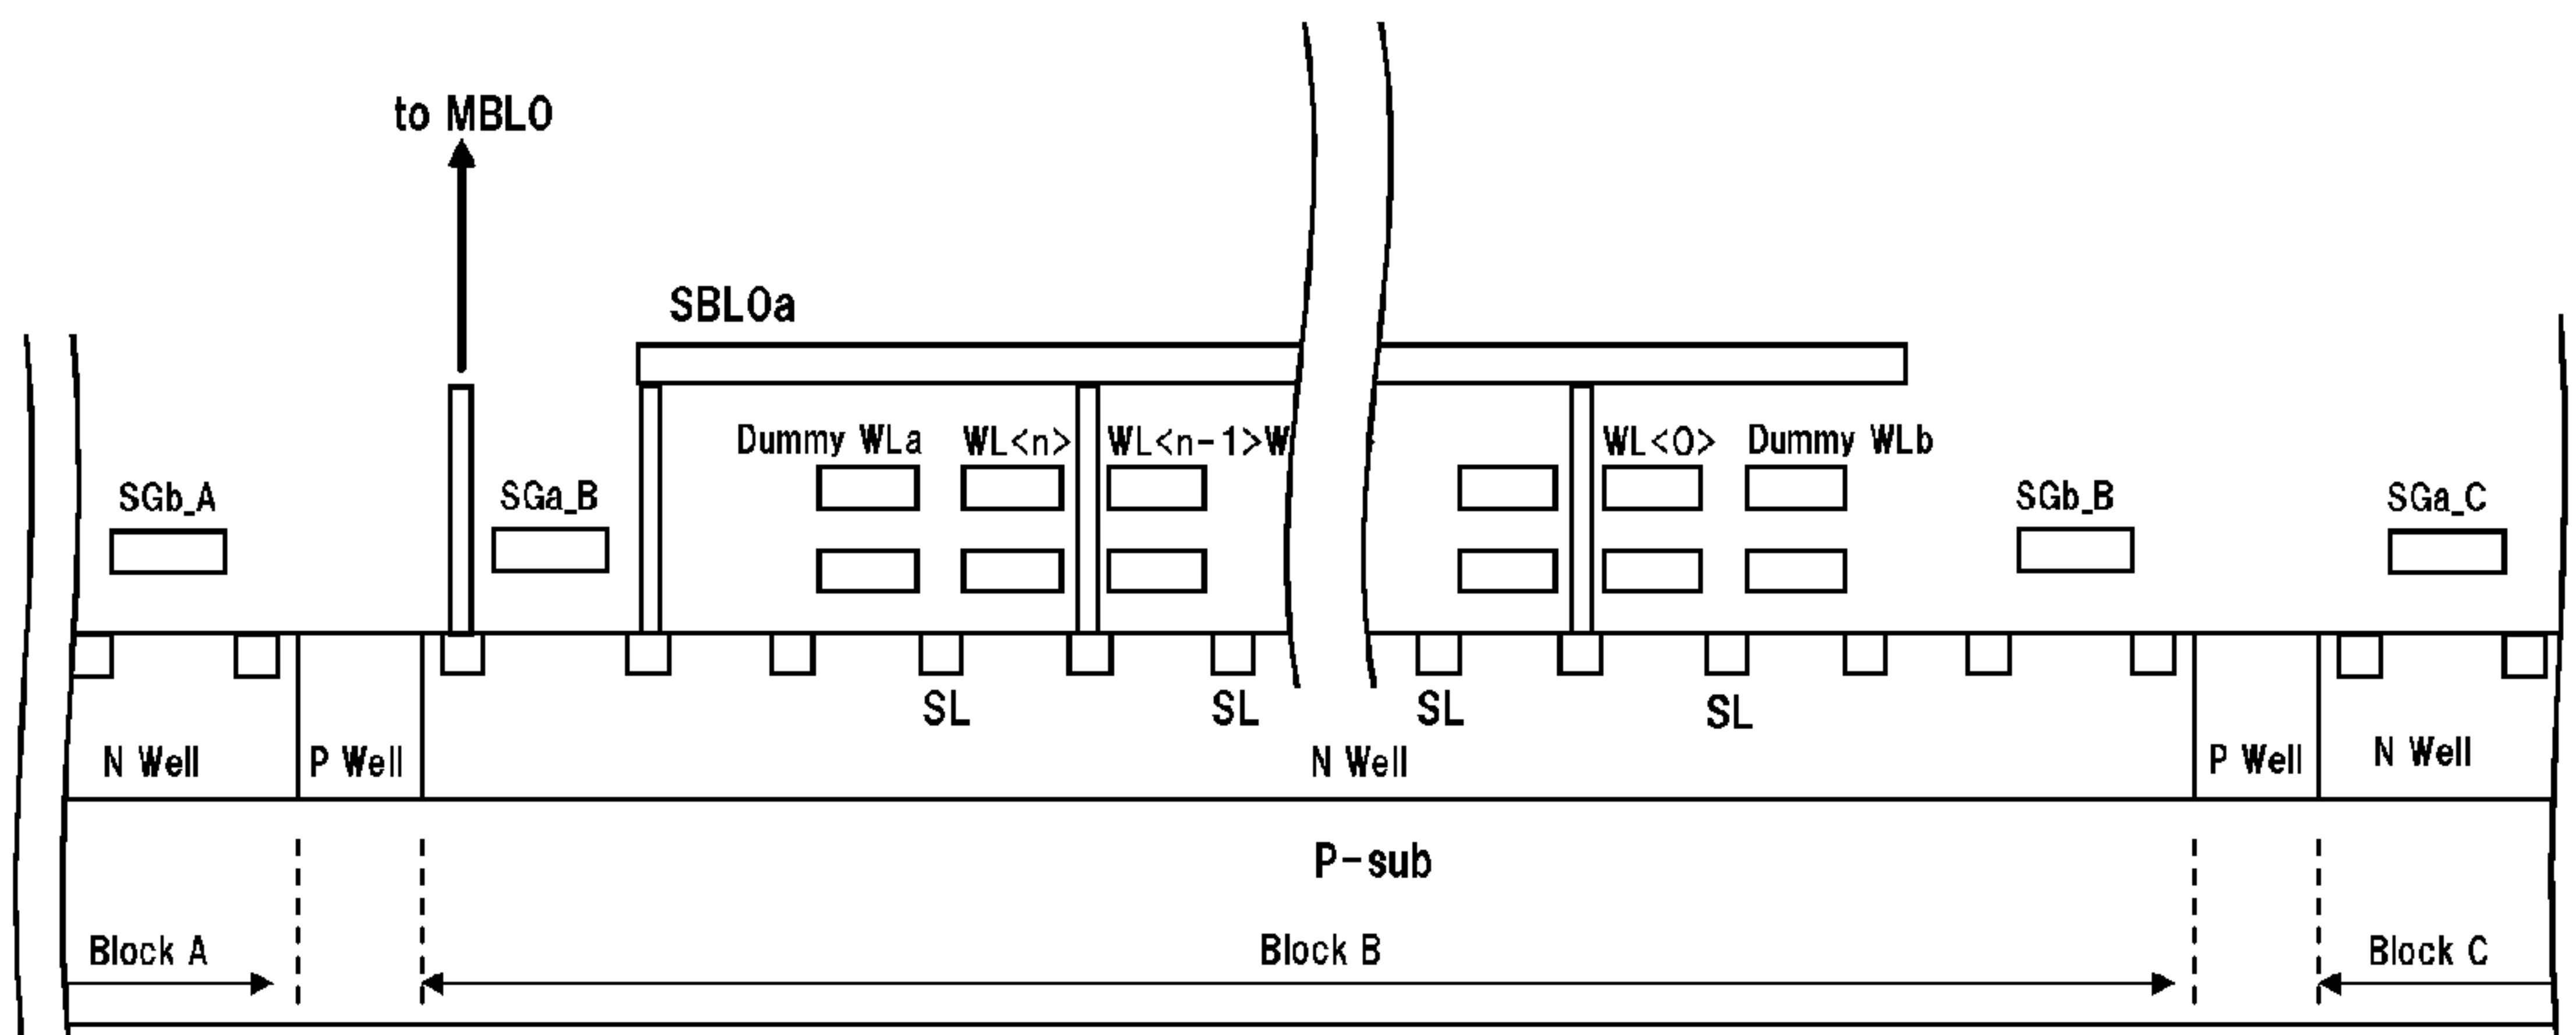 to MBL0
SBL0a
Dummy WLa WL<n> WL<n-1>W WL<0> Dummy WLb
SGb_A SGa_B SGb_B SGa_C
SL SL SL SL
N Well P Well N Well P Well N Well
P-sub
Block A Block B Block C